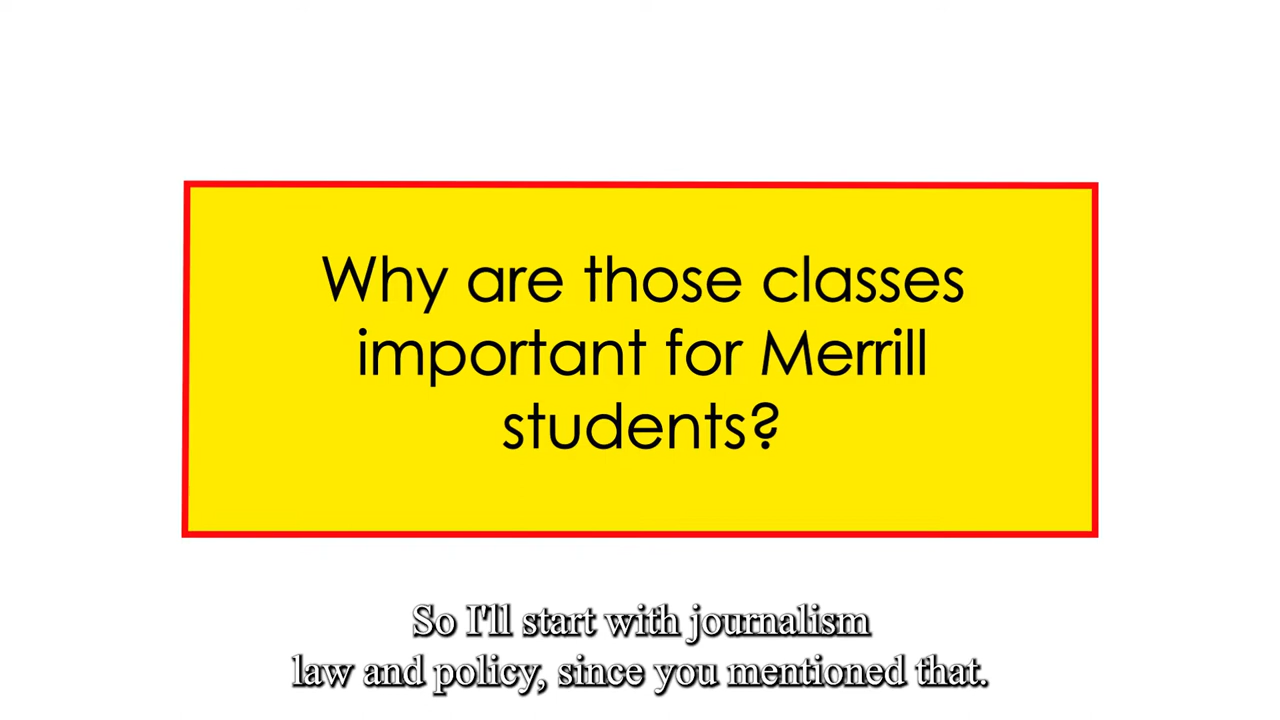 Why are those classes
important for Merrill
students?
So I'll start with journalism
law and policy, since you mentioned that.